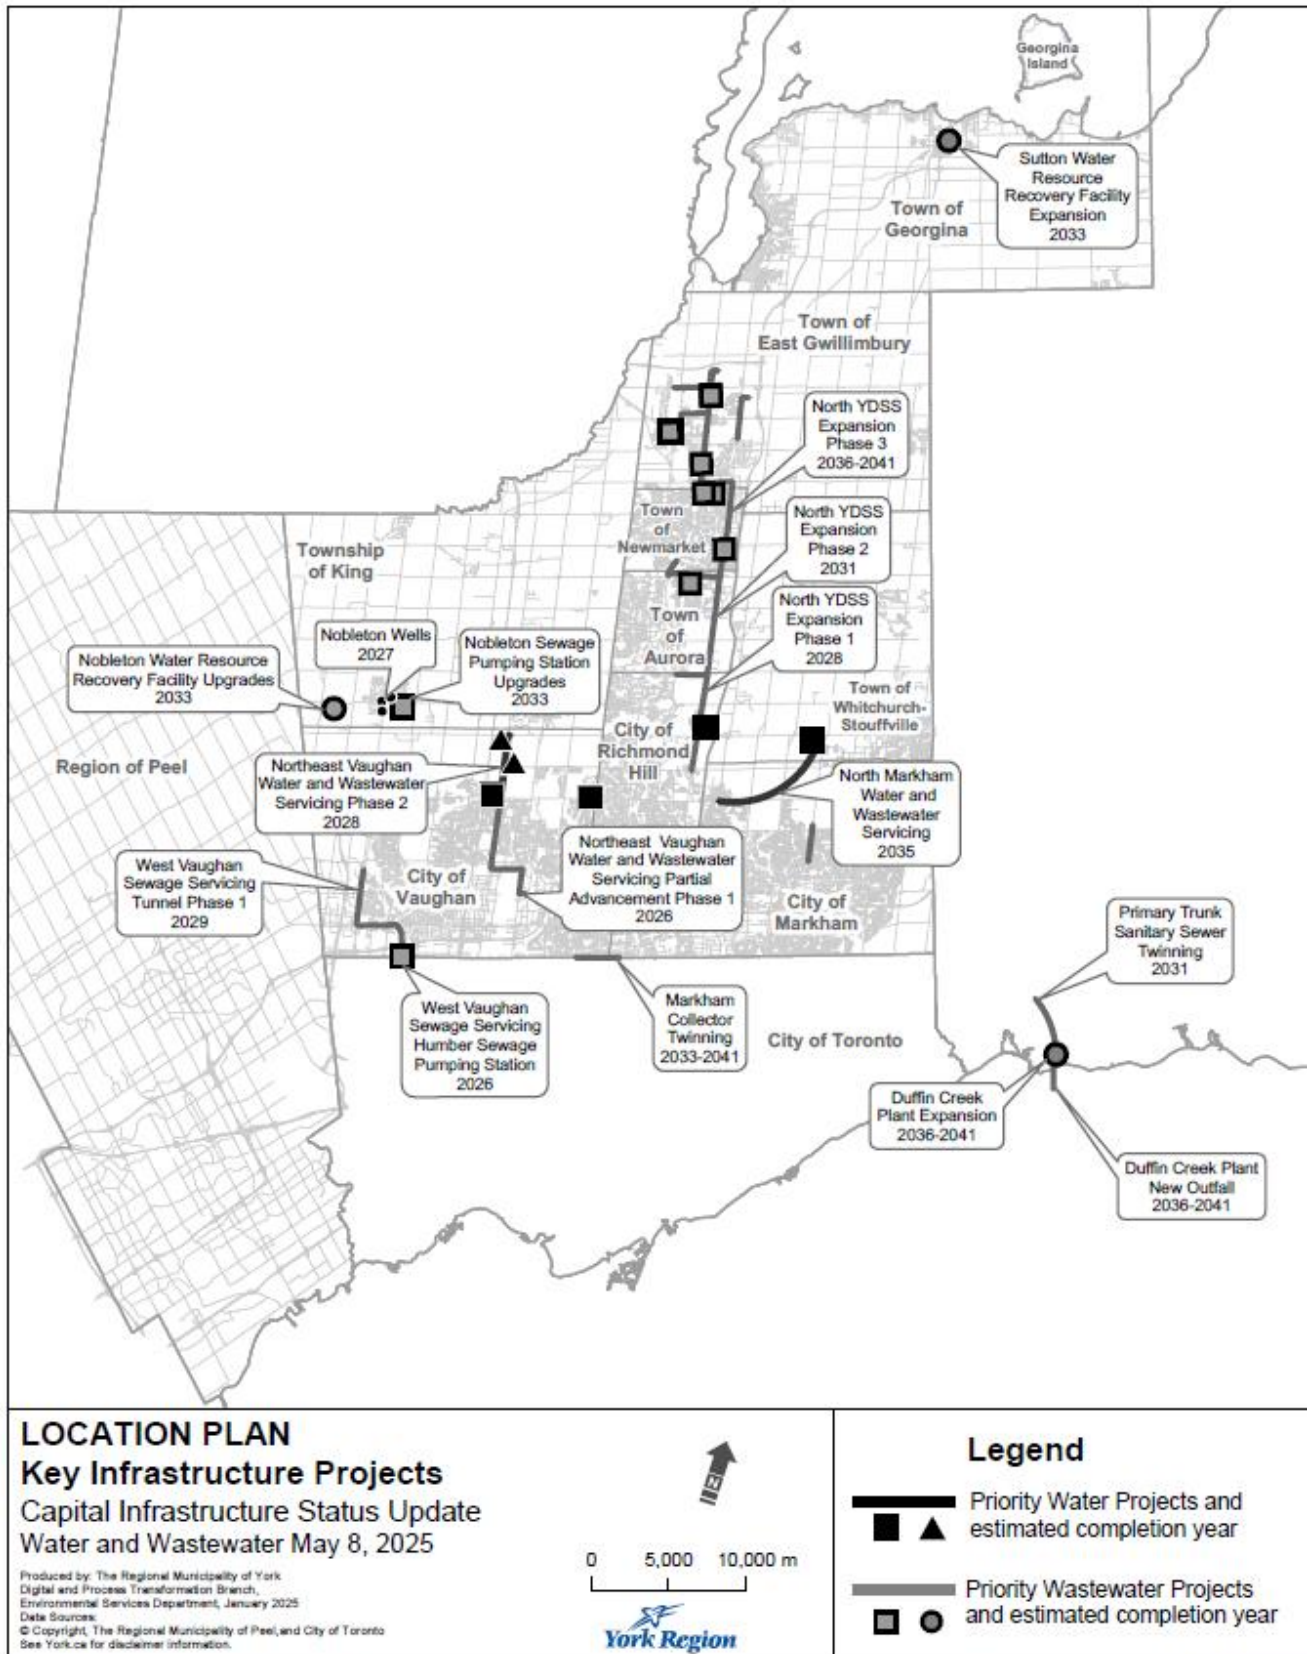 Georgina
Island
Sutton Water
Resource
Recovery Facility
Expansion
2033
Town of
Georgina
Town of
East Gwillimbury
North YDSS
Expansion
Phase 3
2036-2041
Town
of
Newmarket
North YDSS
Expansion
Phase 2
2031
Township
of King
North YDSS
Expansion
Phase 1
2028
Town
of
Aurora
Nobleton Wells
2027
Nobleton Sewage
Pumping Station
Upgrades
2033
Nobleton Water Resource
Recovery Facility Upgrades
2033
Town of
Whitchurch-
Stouffville
City of
Richmond
Hill
Region of Peel
Northeast Vaughan
Water and Wastewater
Servicing Phase 2
2028
North Markham
Water and
Wastewater
Servicing
2035
Northeast Vaughan
Water and Wastewater
Servicing Partial
Advancement Phase 1
2026
West Vaughan
Sewage Servicing
Tunnel Phase 1
2029
City of
Vaughan
City of
Markham
Primary Trunk
Sanitary Sewer
Twinning
2031
West Vaughan
Sewage Servicing
Humber Sewage
Pumping Station
2026
Markham
Collector
Twinning
2033-2041
City of Toronto
Duffin Creek
Plant Expansion
2036-2041
Duffin Creek Plant
New Outfall
2036-2041
LOCATION PLAN
Key Infrastructure Projects
Capital Infrastructure Status Update
Water and Wastewater May 8, 2025
Produced by: The Regional Municipality of York
Digital and Process Transformation Branch,
Environmental Services Department, January 2025
Data Sources:
© Copyright, The Regional Municipality of Peel,and City of Toronto
See York.ca for disclaimer information.
N
0 5,000 10,000 m
York Region
Legend
Priority Water Projects and
estimated completion year
Priority Wastewater Projects
and estimated completion year